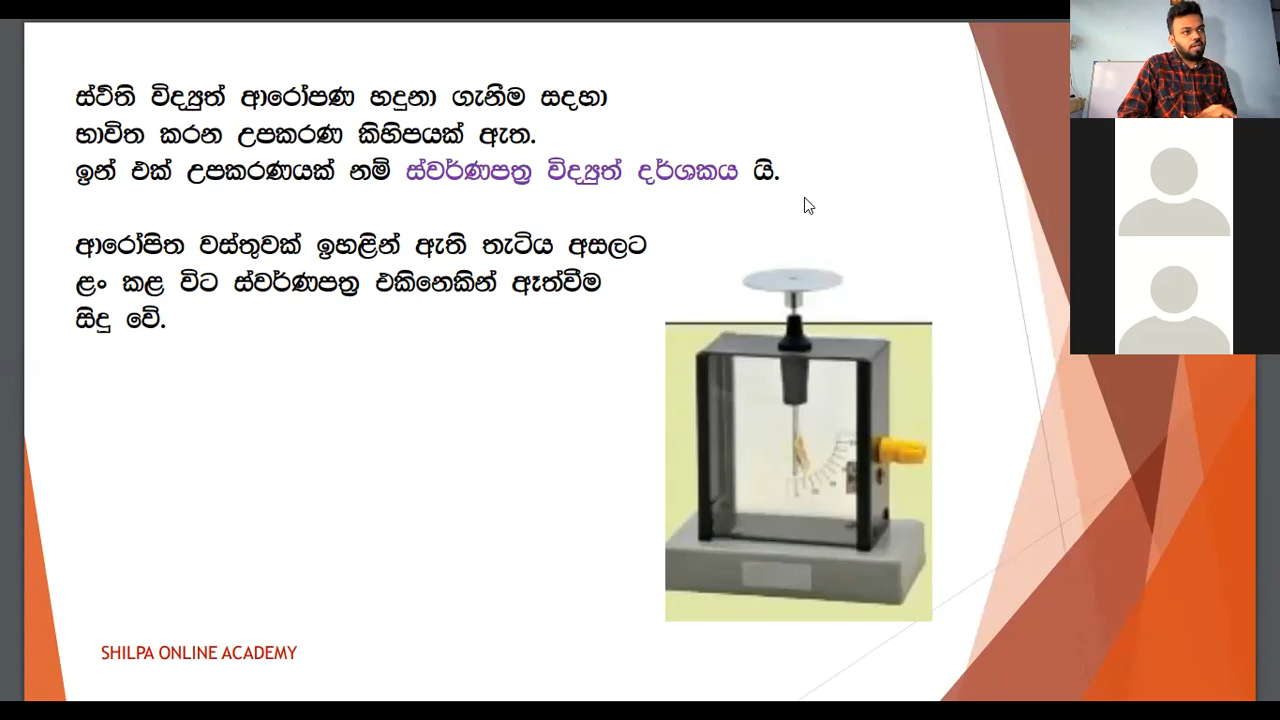 ස්ථිති විද්‍යුත් ආරෝපණ හදුනා ගැනීම සදහා
භාවිත කරන උපකරණ කිහිපයක් ඇත.
ඉන් එක් උපකරණයක් නම් ස්වර්ණපත්‍ර විද්‍යුත් දර්ශකය යි.
ආරෝපිත වස්තුවක් ඉහළින් ඇති තැටිය අසලට
ළං කළ විට ස්වර්ණපත්‍ර එකිනෙකින් ඈත්වීම
සිදු වේ.
SHILPA ONLINE ACADEMY